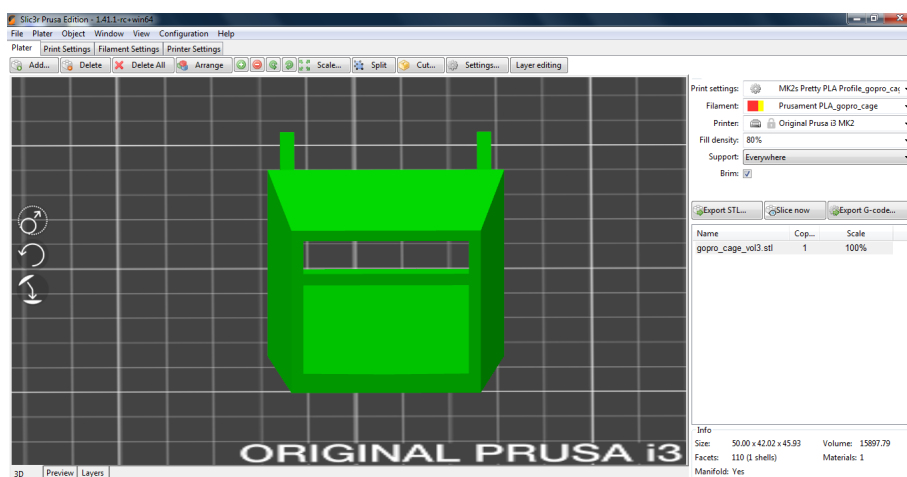 Slic3r Prusa Edition - 1.41.1-rc+win64
File Plater Object Window View Configuration Help
Plater Print Settings Filament Settings Printer Settings
Add... Delete Delete All Arrange Scale... Split Cut... Settings... Layer editing
Print settings: MK2s Pretty PLA Profile_gopro_cag
Filament: Prusament PLA_gopro_cage
Printer: Original Prusa i3 MK2
Fill density: 80%
Support: Everywhere
Brim:
Export STL... Slice now Export G-code...
Name Cop... Scale
gopro_cage_vol3.stl 1 100%
ORIGINAL PRUSA i3
Info
Size: 50.00 x 42.02 x 45.93 Volume: 15897.79
Facets: 110 (1 shells) Materials: 1
Manifold: Yes
3D Preview Layers